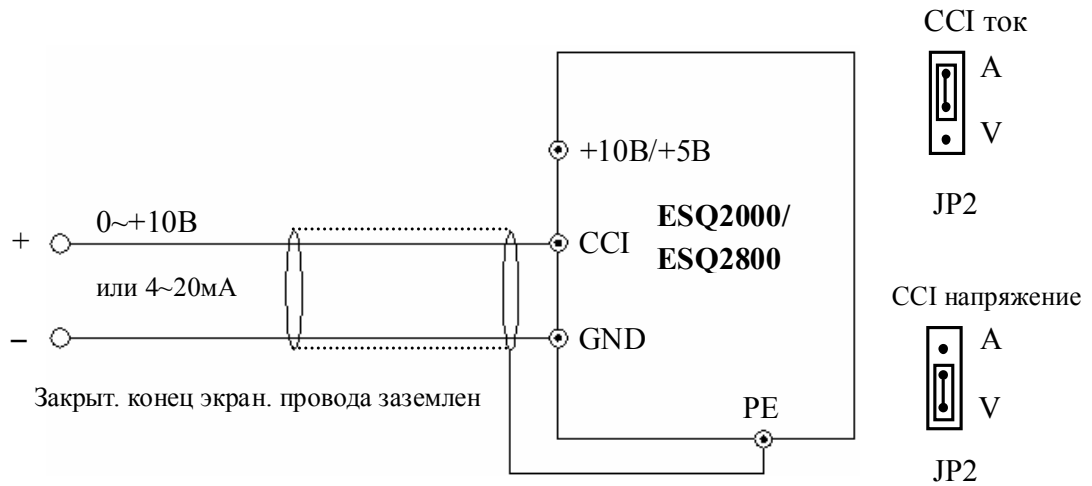 CCI ток
A
V
JP2
+10В/+5В
0~+10В
ESQ2000/
ESQ2800
+
CCI
или 4~20мА
CCI напряжение
–
GND
A
V
JP2
Закрыт. конец экран. провода заземлен
PE